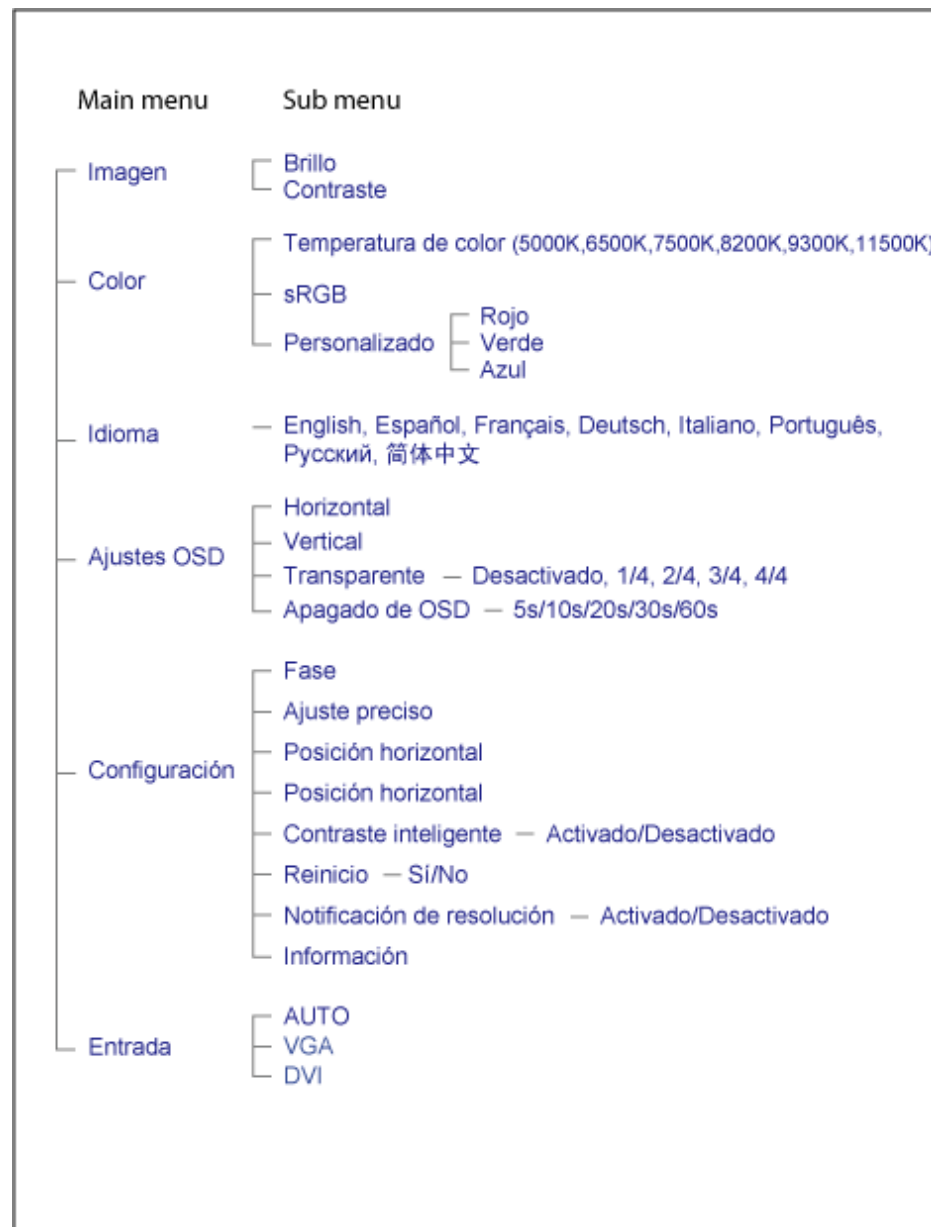 Main menu Sub menu
Imagen
Brillo
Contraste
Color
Temperatura de color (5000K,6500K,7500K,8200K,9300K,11500K)
sRGB
Personalizado
Rojo
Verde
Azul
Idioma — English, Español, Français, Deutsch, Italiano, Português,
Русский, 简体中文
Ajustes OSD
Horizontal
Vertical
Transparente — Desactivado, 1/4, 2/4, 3/4, 4/4
Apagado de OSD — 5s/10s/20s/30s/60s
Configuración
Fase
Ajuste preciso
Posición horizontal
Posición horizontal
Contraste inteligente — Activado/Desactivado
Reinicio — Sí/No
Notificación de resolución — Activado/Desactivado
Información
Entrada
AUTO
VGA
DVI